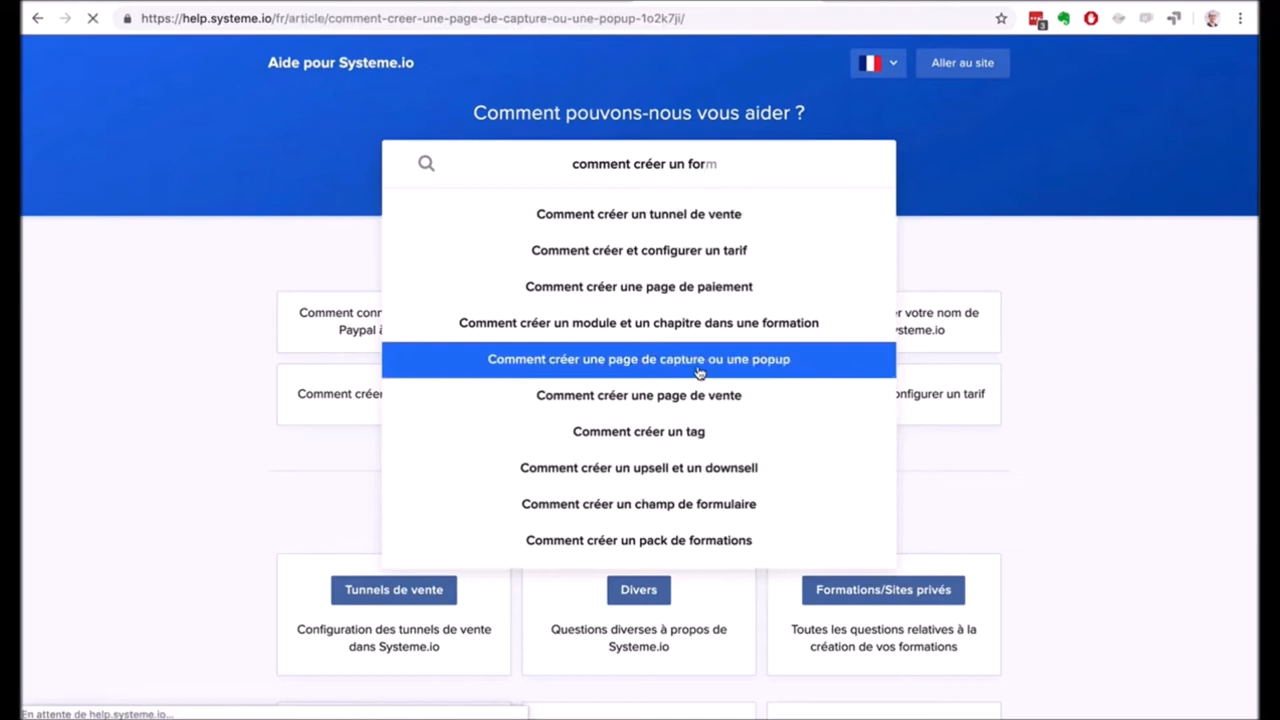 https://help.systeme.io/fr/article/comment-creer-une-page-de-capture-ou-une-popup-1o2k7ji/
3
Aide pour Systeme.io
Aller au site
Comment pouvons-nous vous aider ?
comment créer un form
Comment créer un tunnel de vente
Comment créer et configurer un tarif
Comment créer une page de paiement
Comment créer un module et un chapitre dans une formation
Comment créer une page de capture ou une popup
Comment créer une page de vente
Comment créer un tag
Comment créer un upsell et un downsell
Comment créer un champ de formulaire
Comment créer un pack de formations
Comment conn
Paypal à
r votre nom de
ysteme.io
Comment créer
onfigurer un tarif
Tunnels de vente
Configuration des tunnels de vente
dans Systeme.io
Divers
Questions diverses à propos de
Systeme.io
Formations/Sites privés
Toutes les questions relatives à la
création de vos formations
En attente de help.systeme.io...